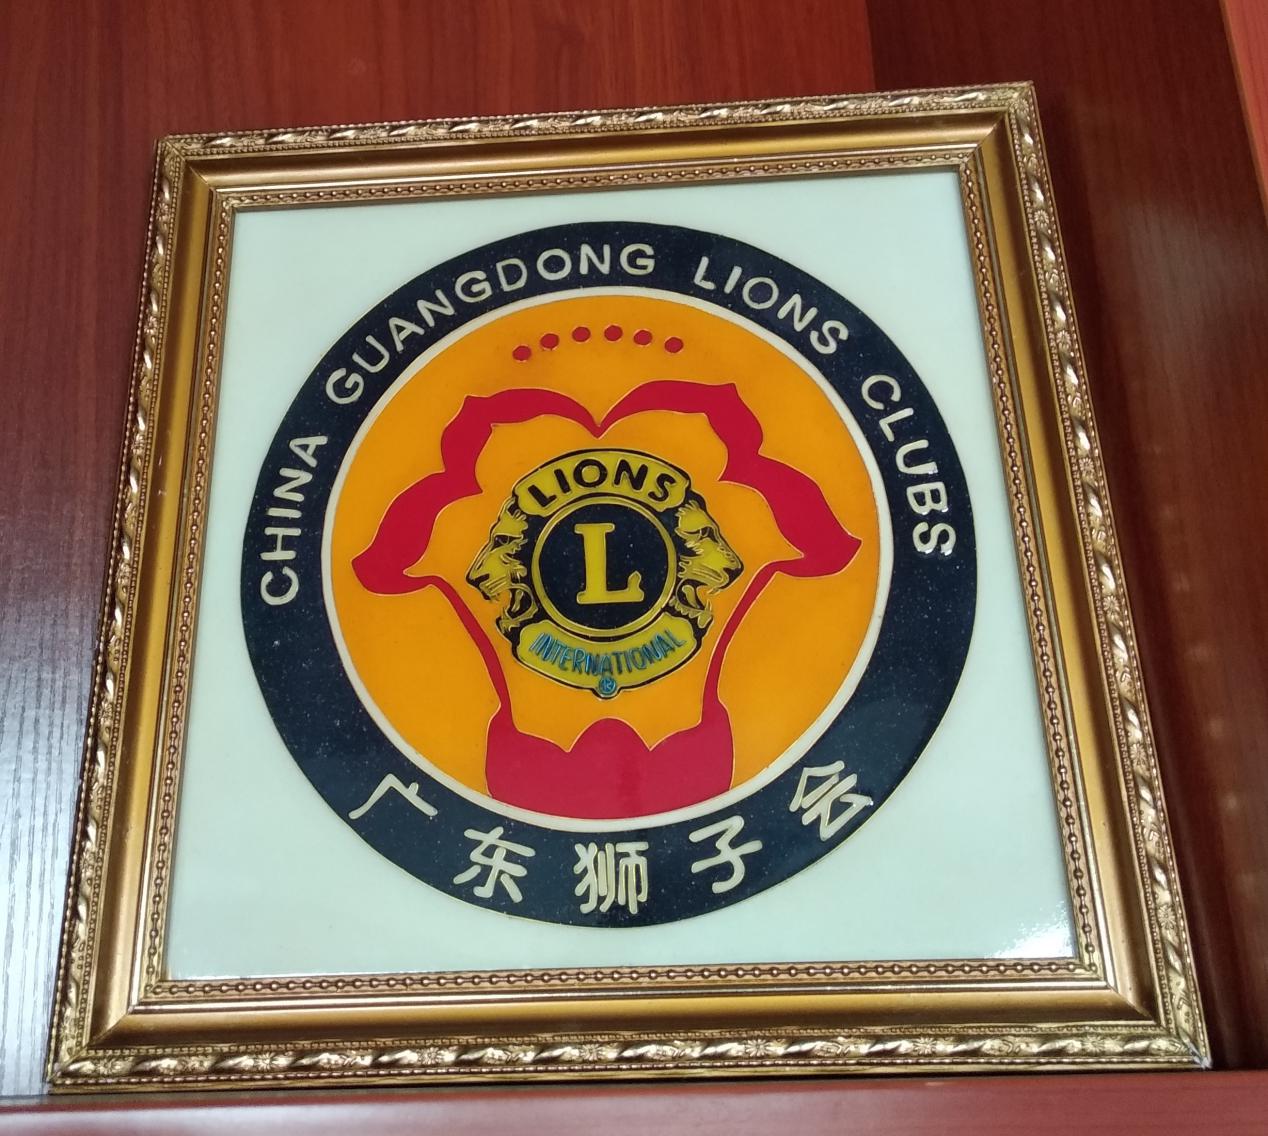 CHINA GUANGDONG LIONS CLUBS
LIONS
L
INTERNATIONAL
®
广东狮子会